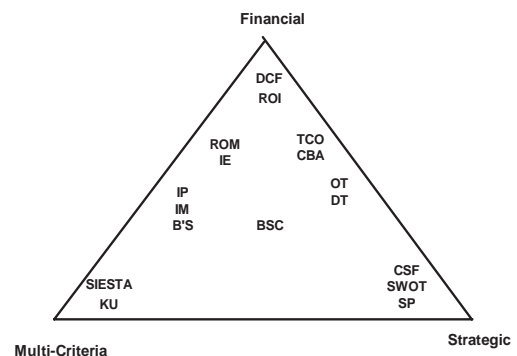 Financial
DCF
ROI
ROM
IE
TCO
CBA
IP
IM
B'S
OT
DT
BSC
SIESTA
KU
CSF
SWOT
SP
Multi-Criteria
Strategic